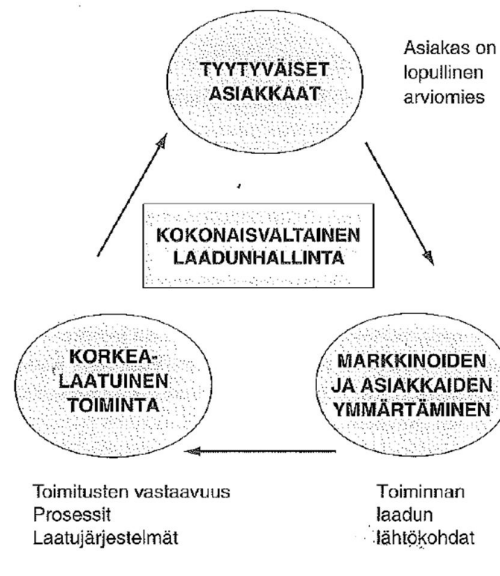 TYYTYVÄISET
ASIAKKAAT
Asiakas on
lopullinen
arviomies
KOKONAISVALTAINEN
LAADUNHALLINTA
KORKEA-
LAATUINEN
TOIMINTA
MARKKINOIDEN
JA ASIAKKAIDEN
YMMÄRTÄMINEN
Toimitusten vastaavuus
Prosessit
Laatujärjestelmät
Toiminnan
laadun
lähtökohdat